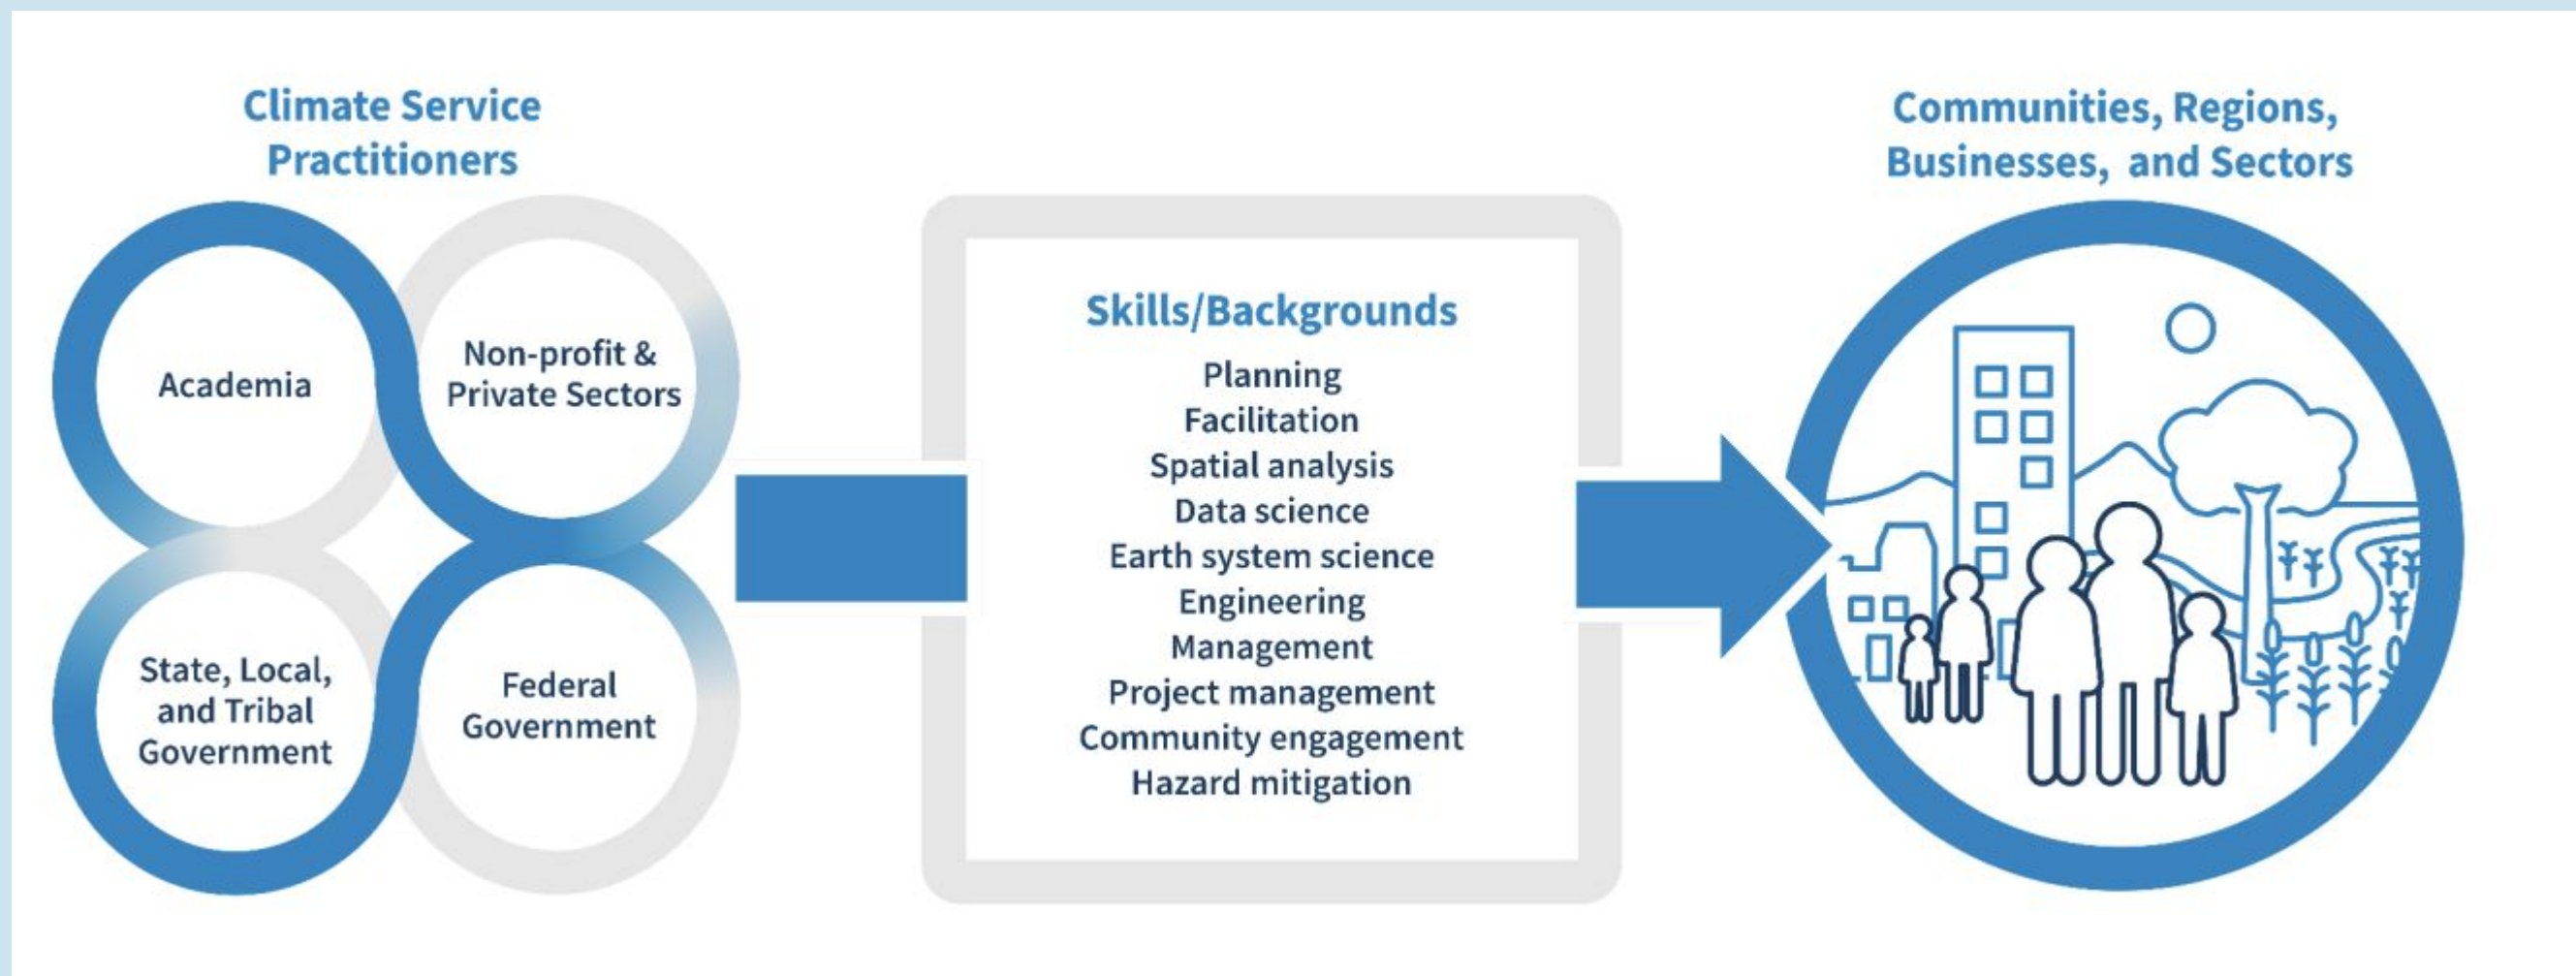 Climate Service
Practitioners
Academia
Non-profit &
Private Sectors
State, Local,
and Tribal
Government
Federal
Government
Skills/Backgrounds
Planning
Facilitation
Spatial analysis
Data science
Earth system science
Engineering
Management
Project management
Community engagement
Hazard mitigation
Communities, Regions,
Businesses, and Sectors